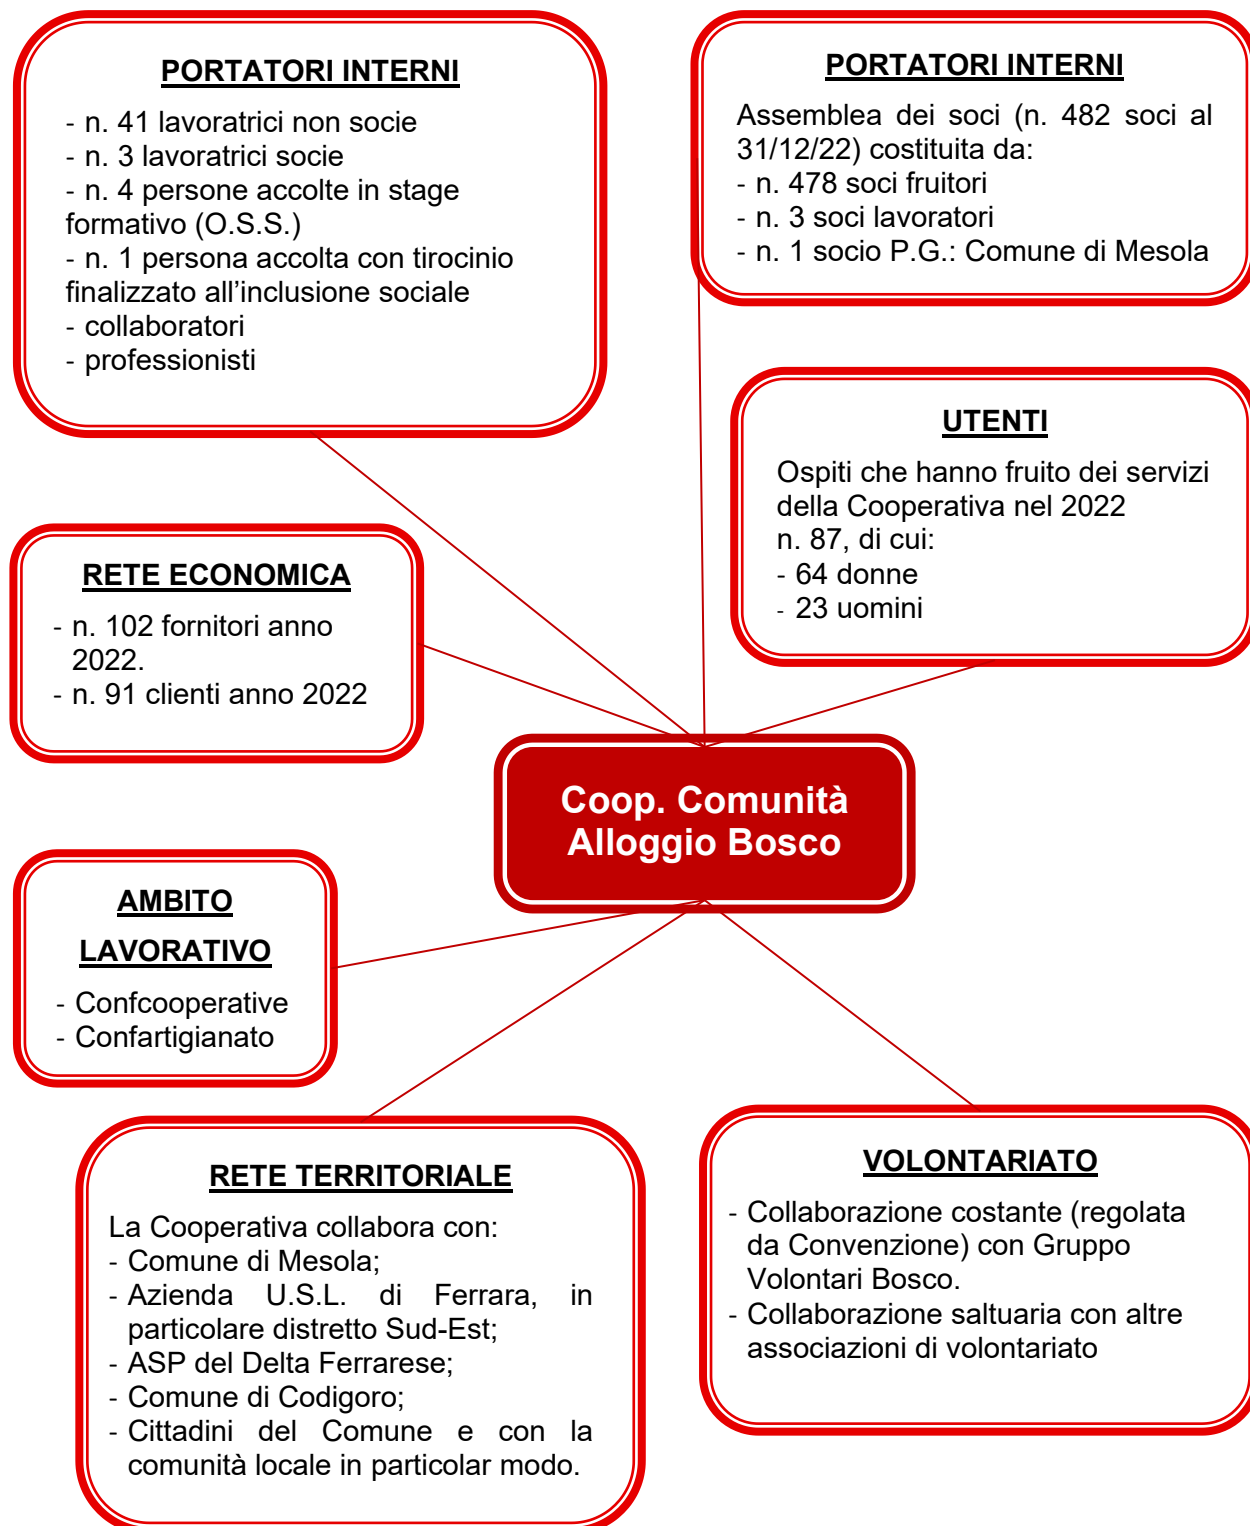 PORTATORI INTERNI
- n. 41 lavoratrici non socie
- n. 3 lavoratrici socie
- n. 4 persone accolte in stage
formativo (O.S.S.)
- n. 1 persona accolta con tirocinio
finalizzato all’inclusione sociale
- collaboratori
- professionisti
PORTATORI INTERNI
Assemblea dei soci (n. 482 soci al
31/12/22) costituita da:
- n. 478 soci fruitori
- n. 3 soci lavoratori
- n. 1 socio P.G.: Comune di Mesola
UTENTI
Ospiti che hanno fruito dei servizi
della Cooperativa nel 2022
n. 87, di cui:
- 64 donne
- 23 uomini
RETE ECONOMICA
- n. 102 fornitori anno
2022.
- n. 91 clienti anno 2022
Coop. Comunità
Alloggio Bosco
AMBITO
LAVORATIVO
- Confcooperative
- Confartigianato
RETE TERRITORIALE
La Cooperativa collabora con:
- Comune di Mesola;
- Azienda U.S.L. di Ferrara, in
particolare distretto Sud-Est;
- ASP del Delta Ferrarese;
- Comune di Codigoro;
- Cittadini del Comune e con la
comunità locale in particolar modo.
VOLONTARIATO
- Collaborazione costante (regolata
da Convenzione) con Gruppo
Volontari Bosco.
- Collaborazione saltuaria con altre
associazioni di volontariato